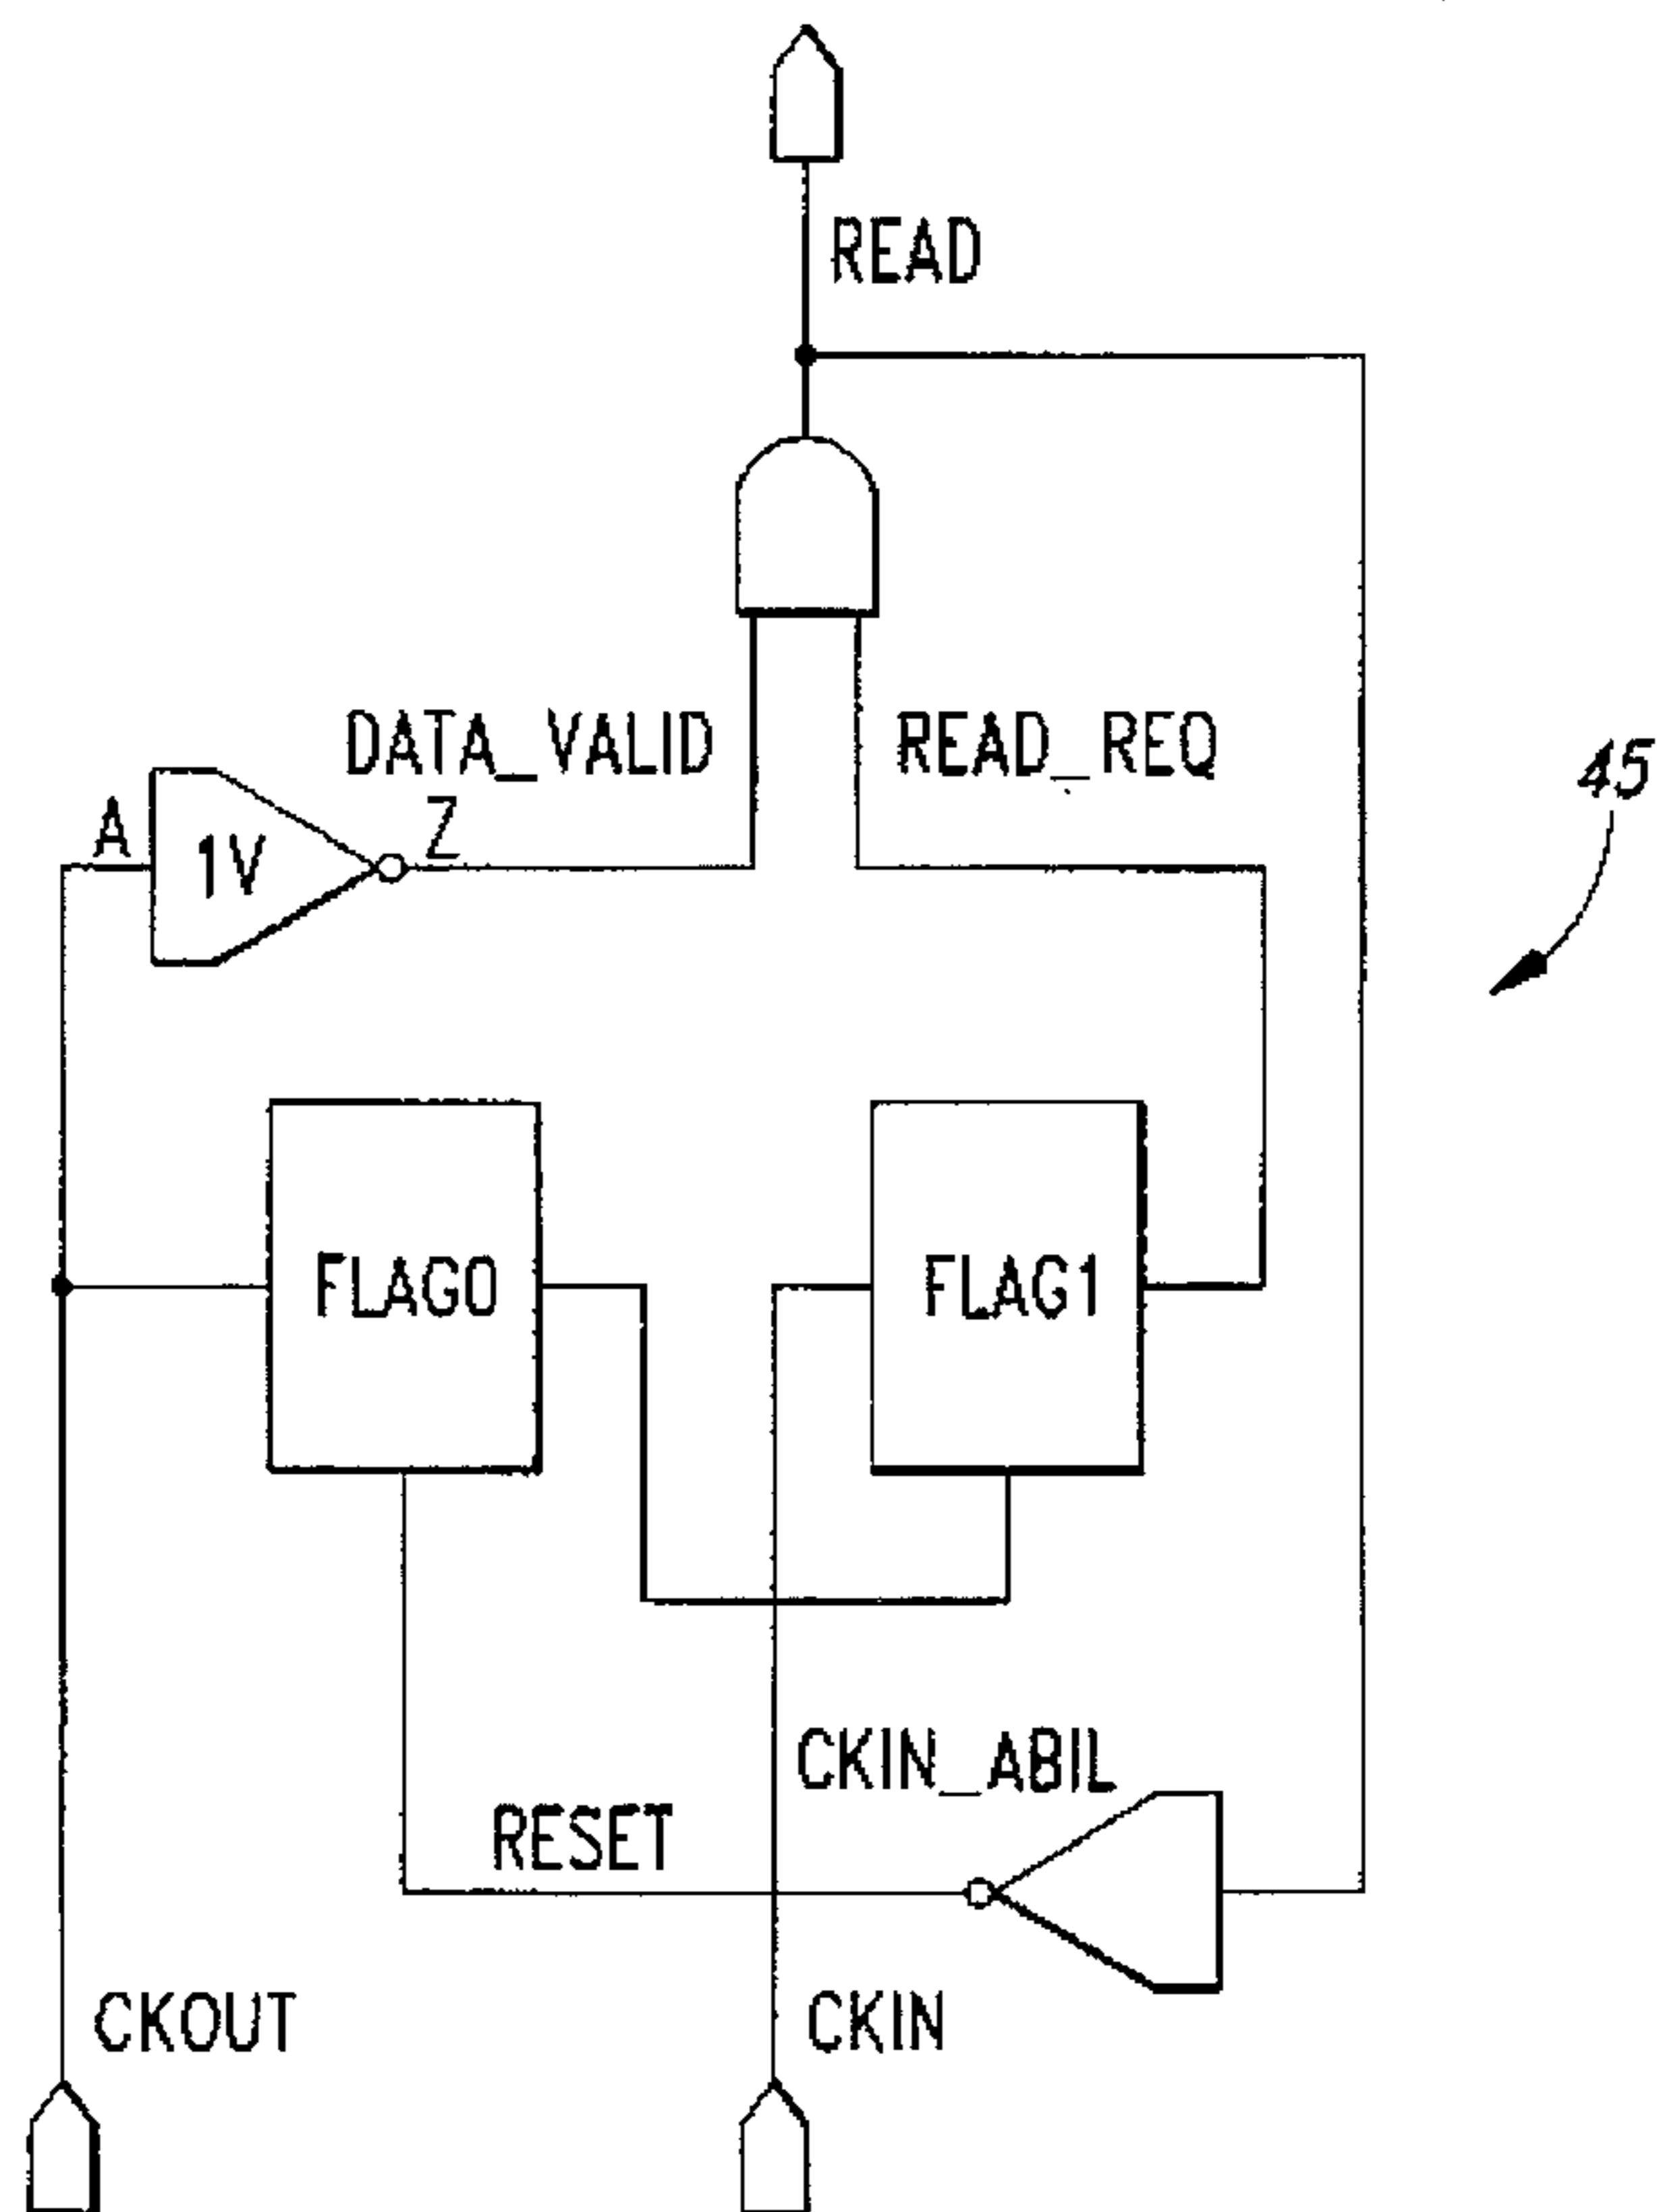 READ
DATA_VALID
READ_REQ
45
A
1V
Z
FLAG0
FLAG1
CKIN_ABIL
RESET
CKOUT
CKIN